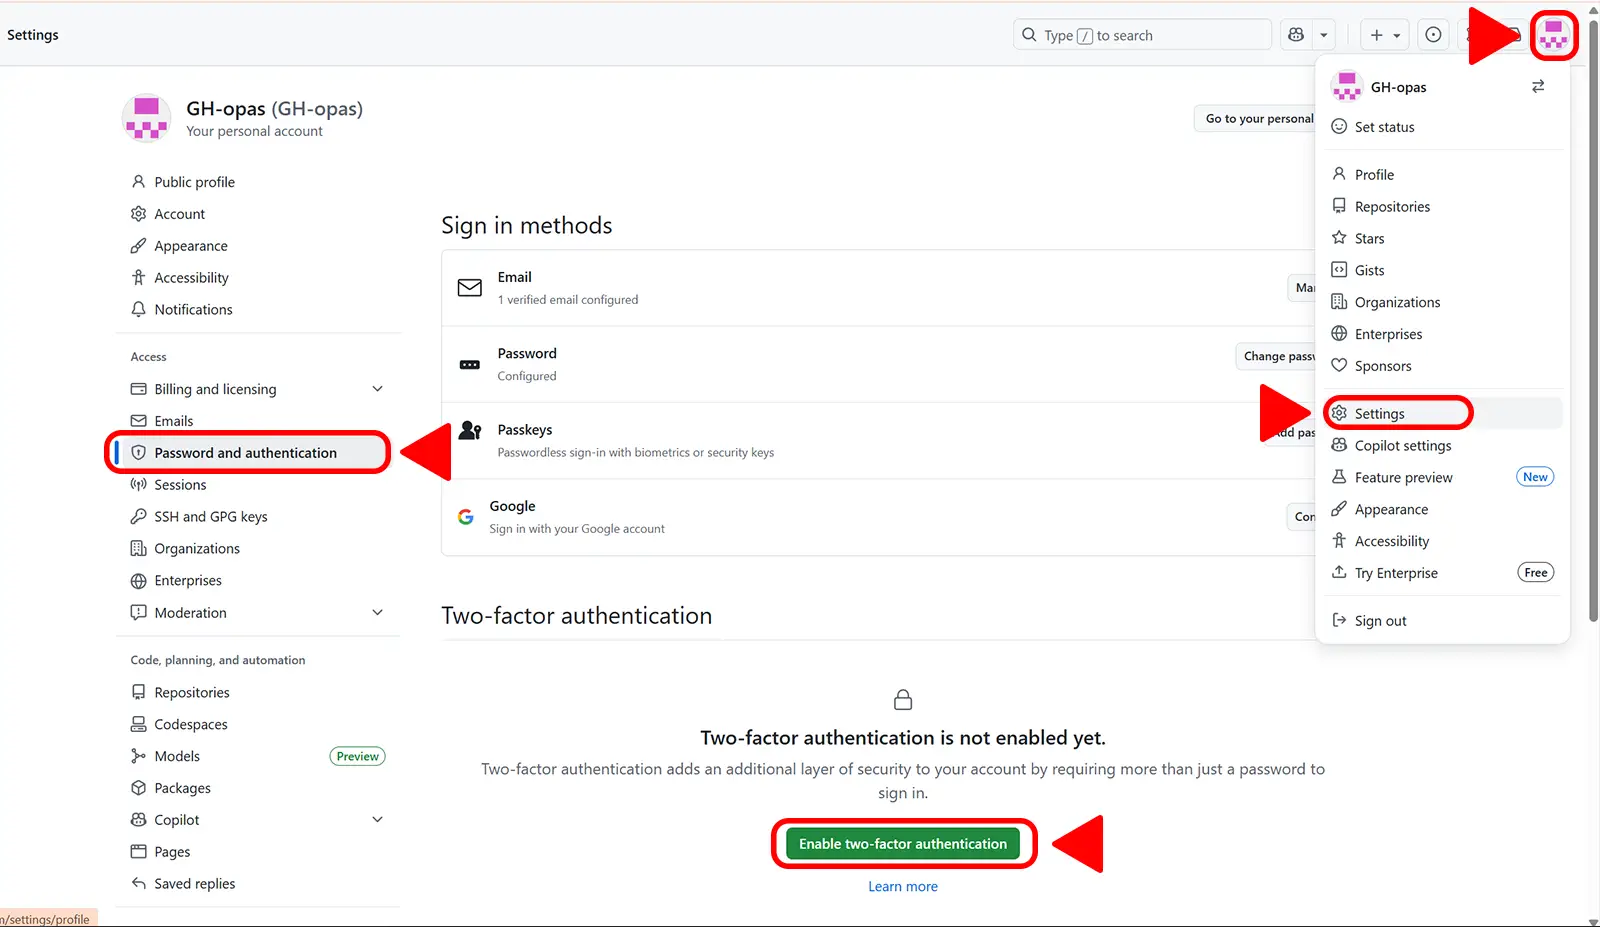 Settings
Type / to search
GH-opas (GH-opas)
Your personal account
Go to your personal
Public profile
Account
Appearance
Accessibility
Notifications
Access
Billing and licensing
Emails
Password and authentication
Sessions
SSH and GPG keys
Organizations
Enterprises
Moderation
Code, planning, and automation
Repositories
Codespaces
Models Preview
Packages
Copilot
Pages
Saved replies
Sign in methods
Email
1 verified email configured
Password
Configured
Change passw
Passkeys
Passwordless sign-in with biometrics or security keys
Google
Sign in with your Google account
Con
Two-factor authentication
Two-factor authentication is not enabled yet.
Two-factor authentication adds an additional layer of security to your account by requiring more than just a password to
sign in.
Enable two-factor authentication
Learn more
GH-opas
Set status
Profile
Repositories
Stars
Gists
Organizations
Enterprises
Sponsors
Settings
Copilot settings
Feature preview New
Appearance
Accessibility
Try Enterprise Free
Sign out
m/settings/profile